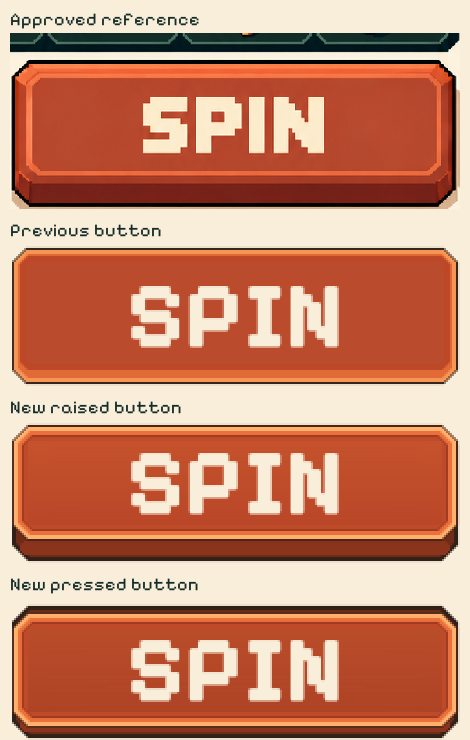 Approved reference
SPIN
Previous button
SPIN
New raised button
SPIN
New pressed button
SPIN